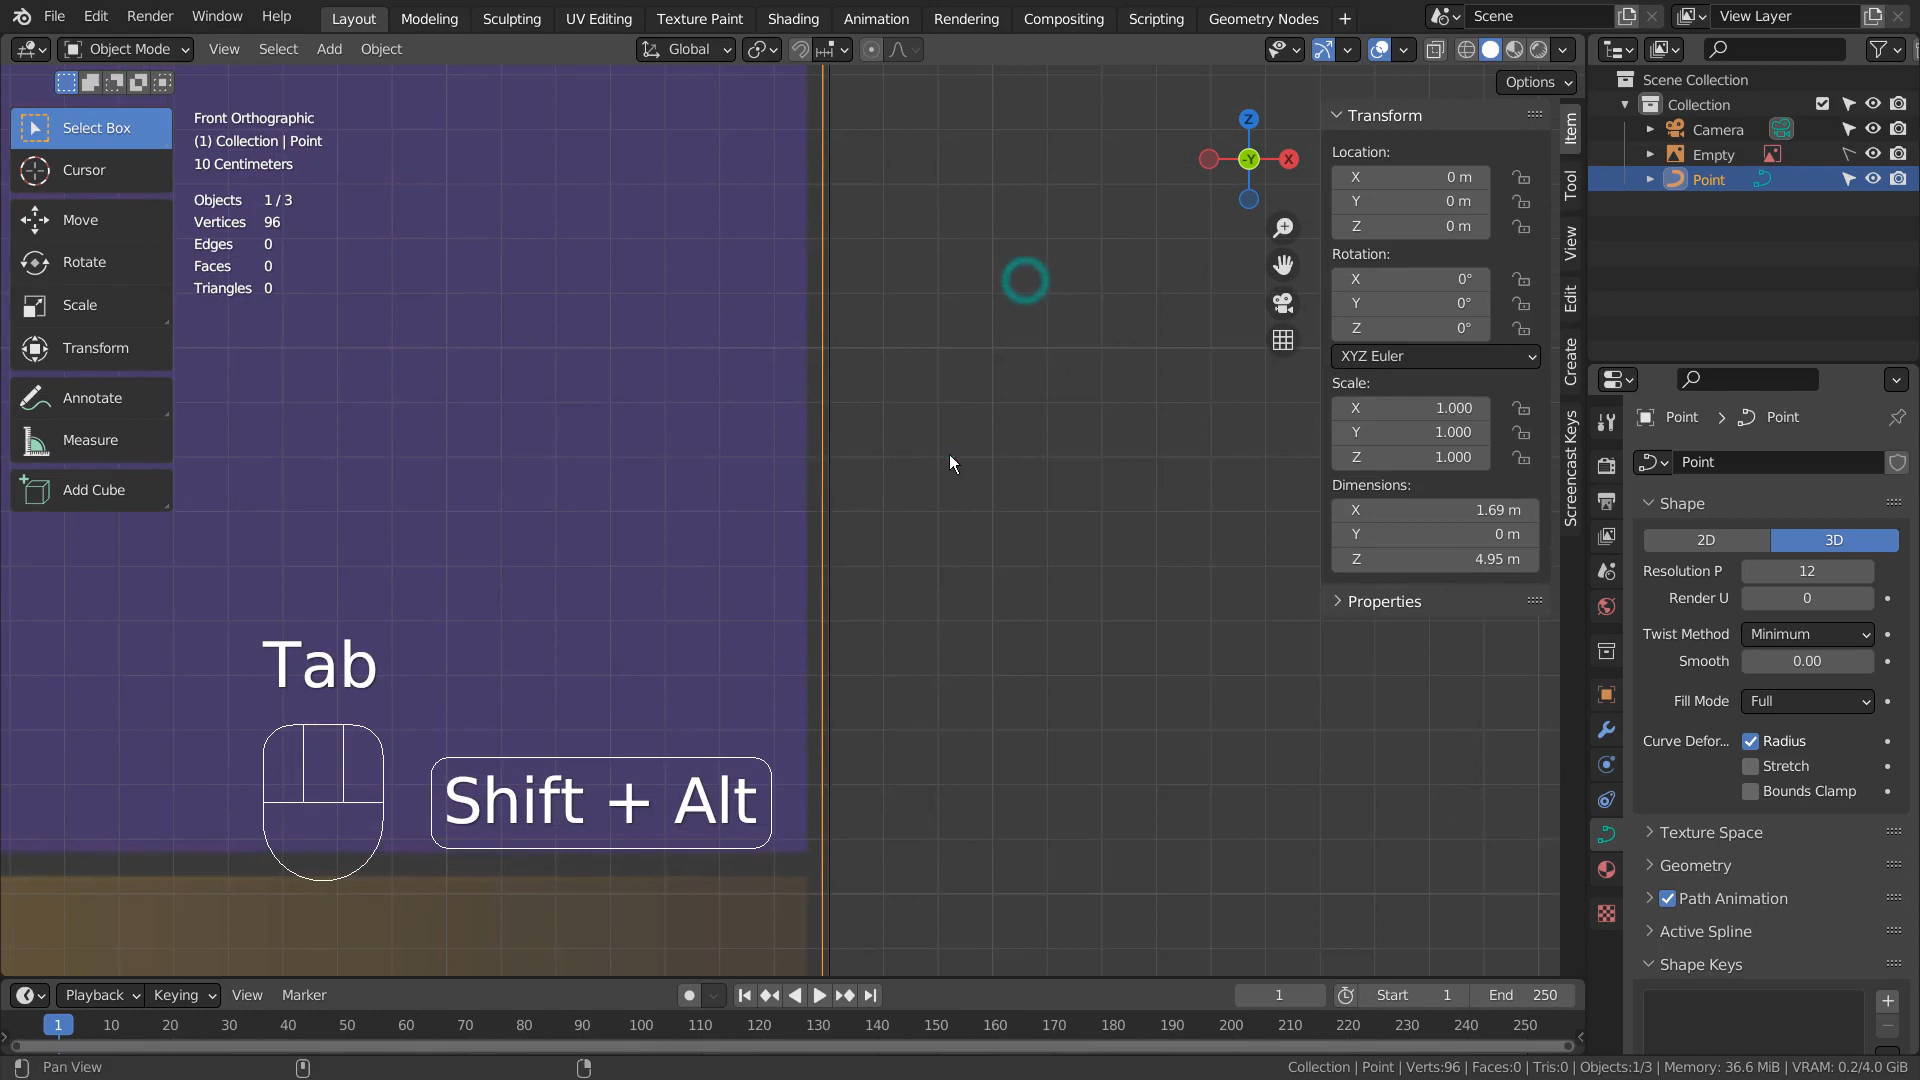 File Edit Render Window Help Layout Modeling Sculpting UV Editing Texture Paint Shading Animation Rendering Compositing Scripting Geometry Nodes + Scene View Layer
Object Mode View Select Add Object Global
Options
Select Box
Cursor
Move
Rotate
Scale
Transform
Annotate
Measure
Add Cube
Front Orthographic
(1) Collection | Point
10 Centimeters
Objects 1 / 3
Vertices 96
Edges 0
Faces 0
Triangles 0
Z
-Y X
Transform
Location:
X 0 m
Y 0 m
Z 0 m
Rotation:
X 0°
Y 0°
Z 0°
XYZ Euler
Scale:
X 1.000
Y 1.000
Z 1.000
Dimensions:
X 1.69 m
Y 0 m
Z 4.95 m
Properties
Item
Tool
View
Edit
Create
Screencast Keys
Scene Collection
Collection
Camera
Empty
Point
Point > Point
Point
Shape
2D 3D
Resolution P 12
Render U 0
Twist Method Minimum
Smooth 0.00
Fill Mode Full
Curve Defor... Radius
Stretch
Bounds Clamp
Texture Space
Geometry
Path Animation
Active Spline
Shape Keys
Tab
Shift + Alt
Playback Keying View Marker 1 Start 1 End 250
1 10 20 30 40 50 60 70 80 90 100 110 120 130 140 150 160 170 180 190 200 210 220 230 240 250
Pan View
Collection | Point | Verts:96 | Faces:0 | Tris:0 | Objects:1/3 | Memory: 36.6 MiB | VRAM: 0.2/4.0 GiB